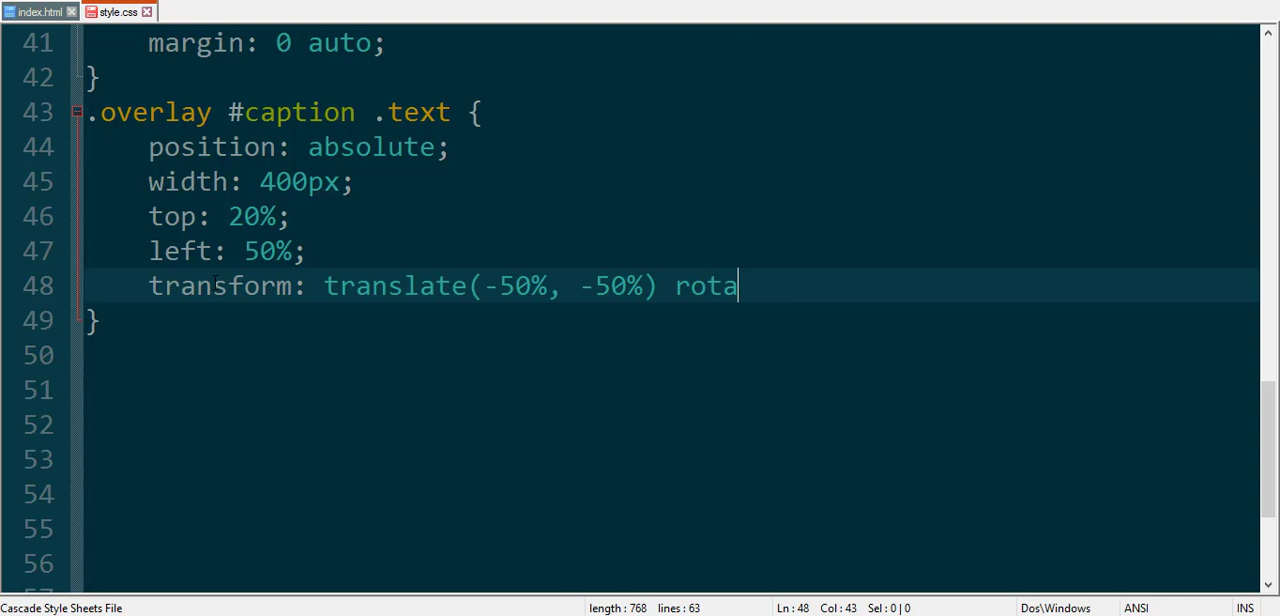 index.html style.css
41 margin: 0 auto;
42 }
43 .overlay #caption .text {
44 position: absolute;
45 width: 400px;
46 top: 20%;
47 left: 50%;
48 transform: translate(-50%, -50%) rota
49 }
50
51
52
53
54
55
56
Cascade Style Sheets File length : 768 lines : 63 Ln : 48 Col : 43 Sel : 0 | 0 Dos\Windows ANSI INS